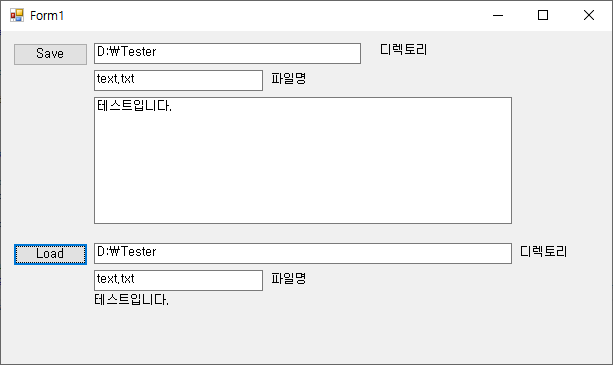 Form1
Save D:₩Tester 디렉토리
text.txt 파일명
테스트입니다.
Load D:₩Tester 디렉토리
text.txt 파일명
테스트입니다.